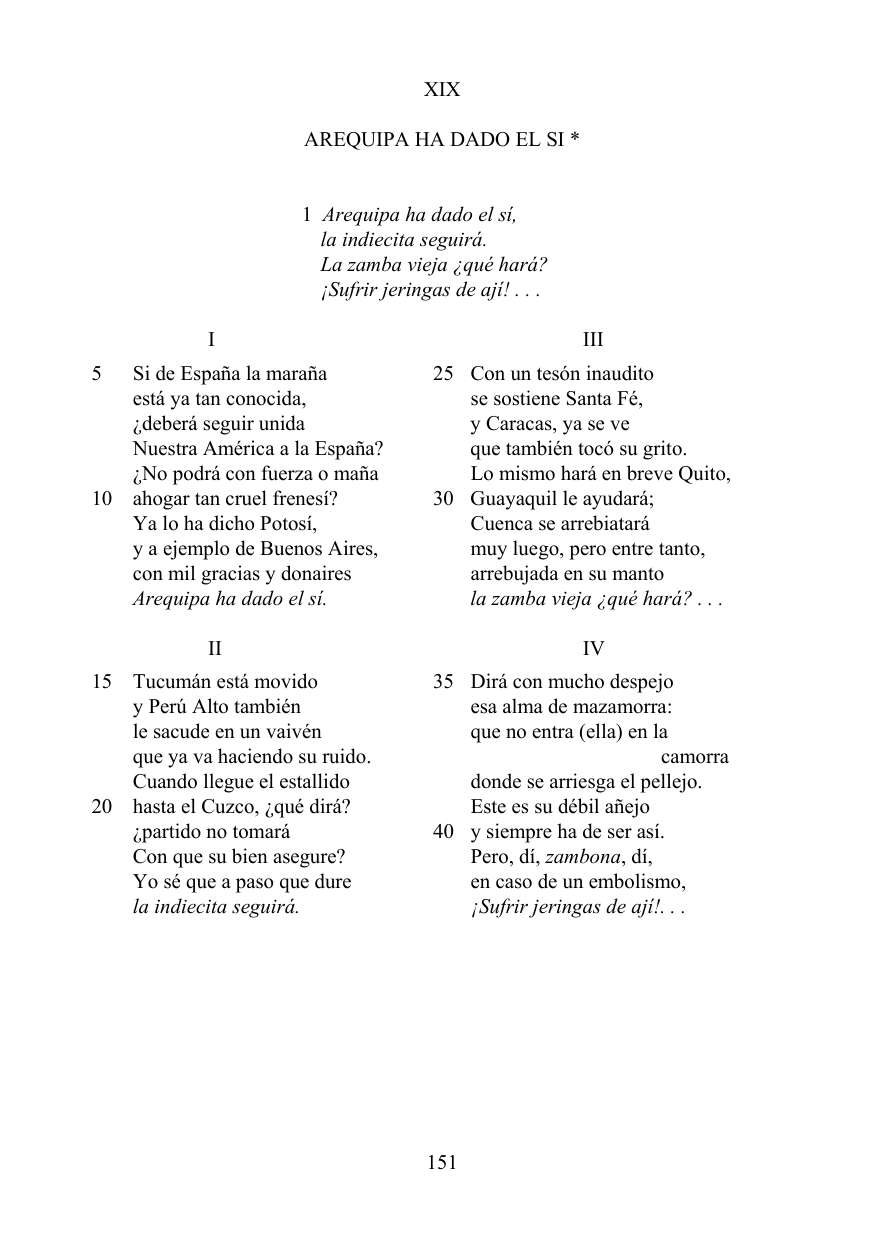 XIX
AREQUIPA HA DADO EL SI *
1 Arequipa ha dado el sí,
la indiecita seguirá.
La zamba vieja ¿qué hará?
¡Sufrir jeringas de ají! . . .
I
5 Si de España la maraña
está ya tan conocida,
¿deberá seguir unida
Nuestra América a la España?
¿No podrá con fuerza o maña
10 ahogar tan cruel frenesí?
Ya lo ha dicho Potosí,
y a ejemplo de Buenos Aires,
con mil gracias y donaires
Arequipa ha dado el sí.
II
15 Tucumán está movido
y Perú Alto también
le sacude en un vaivén
que ya va haciendo su ruido.
Cuando llegue el estallido
20 hasta el Cuzco, ¿qué dirá?
¿partido no tomará
Con que su bien asegure?
Yo sé que a paso que dure
la indiecita seguirá.
III
25 Con un tesón inaudito
se sostiene Santa Fé,
y Caracas, ya se ve
que también tocó su grito.
Lo mismo hará en breve Quito,
30 Guayaquil le ayudará;
Cuenca se arrebiatará
muy luego, pero entre tanto,
arrebujada en su manto
la zamba vieja ¿qué hará? . . .
IV
35 Dirá con mucho despejo
esa alma de mazamorra:
que no entra (ella) en la
camorra
donde se arriesga el pellejo.
Este es su débil añejo
40 y siempre ha de ser así.
Pero, dí, zambona, dí,
en caso de un embolismo,
¡Sufrir jeringas de ají!. . .
151